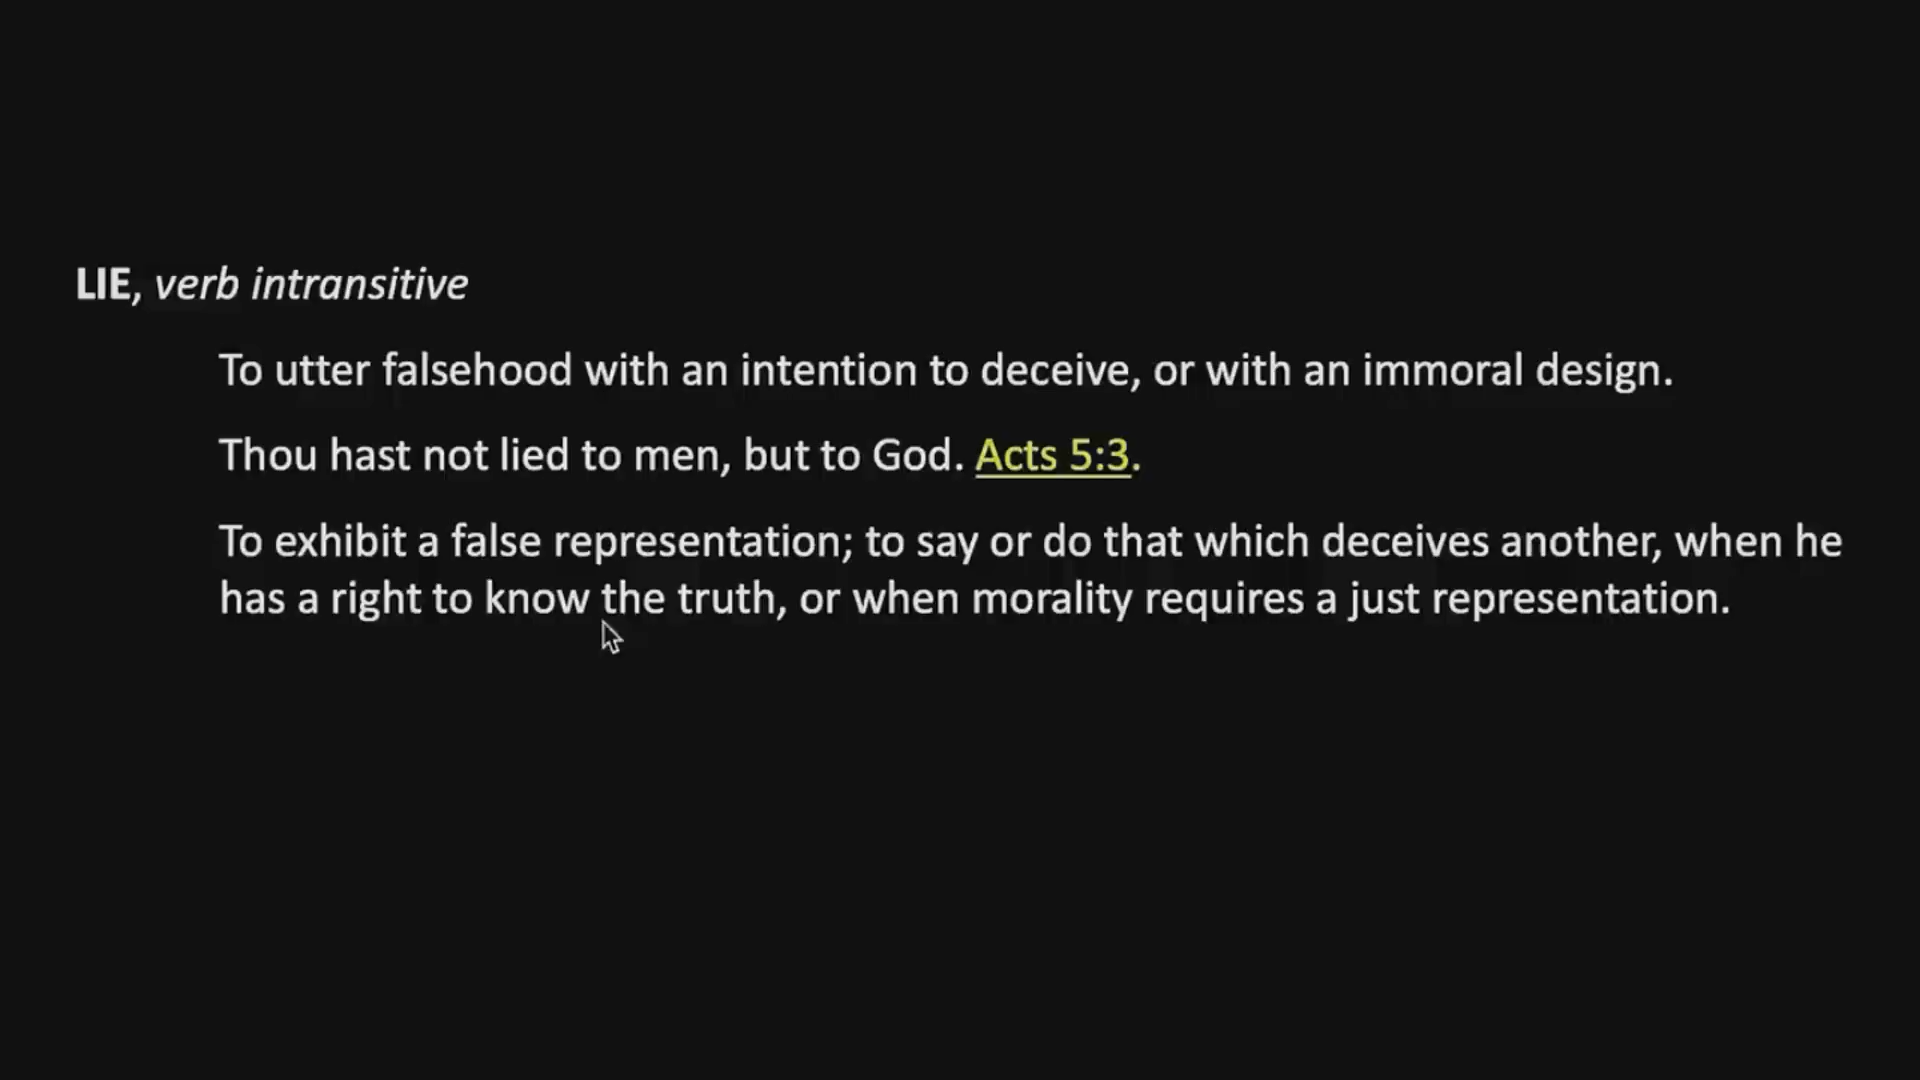 LIE, verb intransitive
To utter falsehood with an intention to deceive, or with an immoral design.
Thou hast not lied to men, but to God. Acts 5:3.
To exhibit a false representation; to say or do that which deceives another, when he
has a right to know the truth, or when morality requires a just representation.